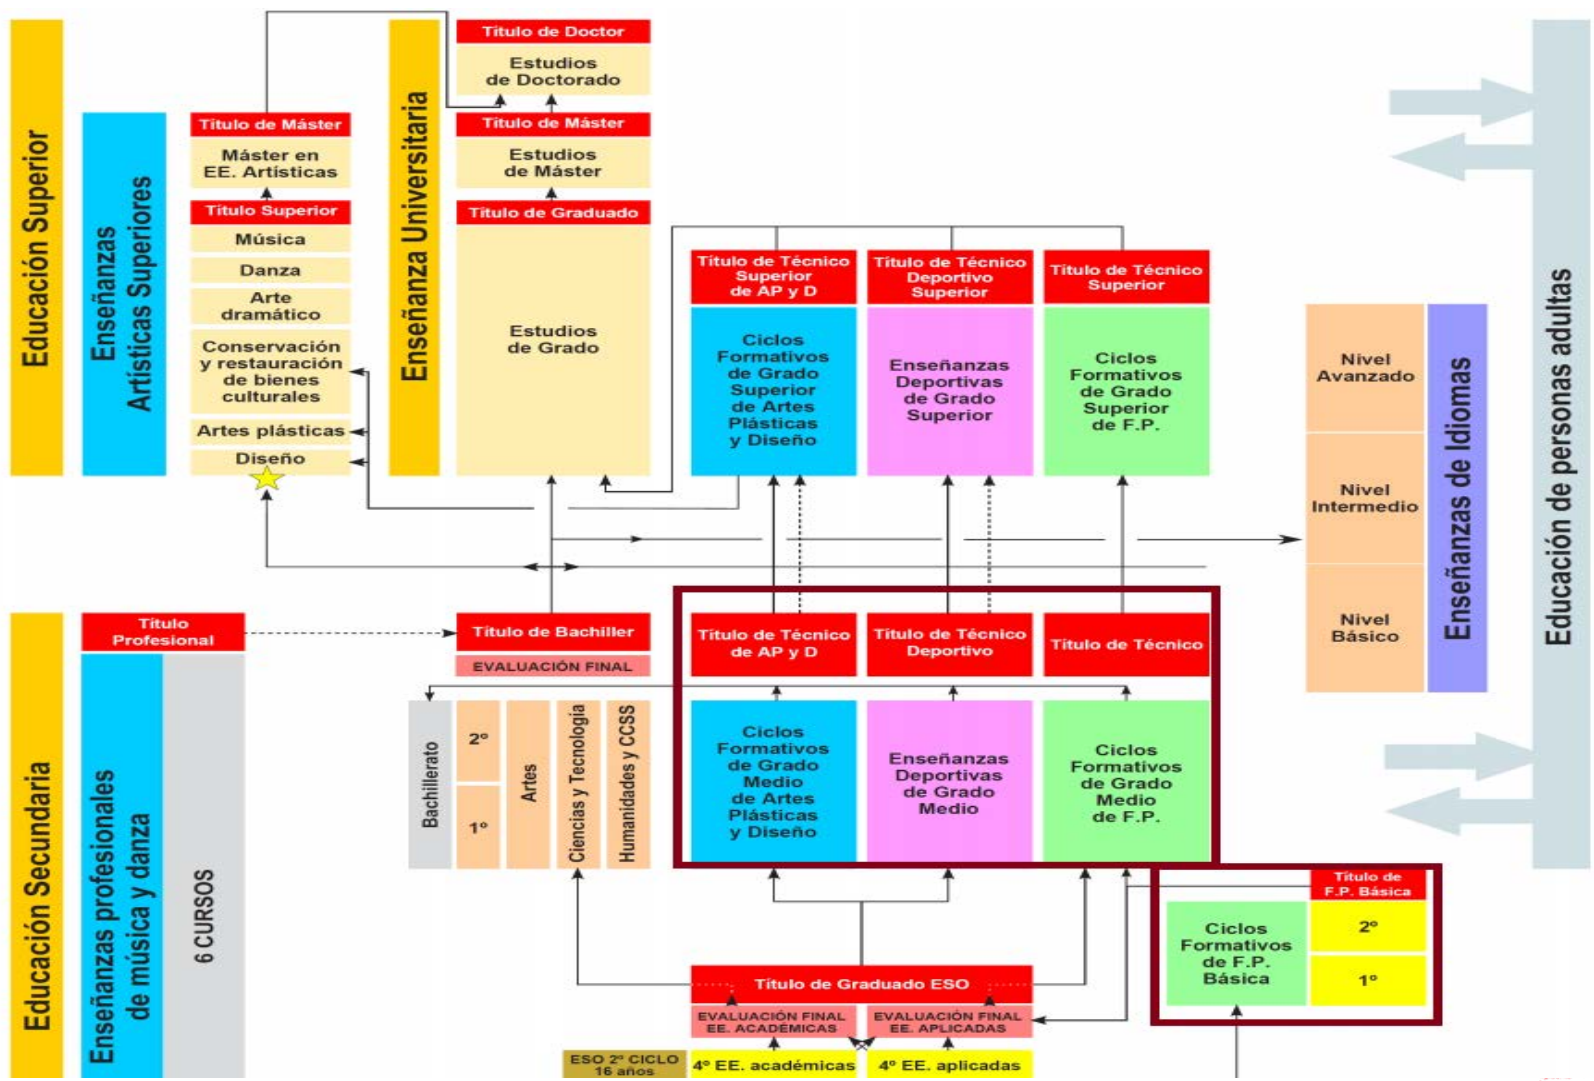 Educación Superior
Enseñanzas
Artísticas Superiores
Título de Máster
Máster en
EE. Artísticas
Título Superior
Música
Danza
Arte
dramático
Conservación
y restauración
de bienes
culturales
Artes plásticas
Diseño
Enseñanza Universitaria
Título de Doctor
Estudios
de Doctorado
Título de Máster
Estudios
de Máster
Título de Graduado
Estudios
de Grado
Título de Técnico
Superior
de AP y D
Ciclos
Formativos
de Grado
Superior
de Artes
Plásticas
y Diseño
Título de Técnico
Deportivo
Superior
Enseñanzas
Deportivas
de Grado
Superior
Título de Técnico
Superior
Ciclos
Formativos
de Grado
Superior
de F.P.
Nivel
Avanzado
Nivel
Intermedio
Nivel
Básico
Enseñanzas de Idiomas
Educación de personas adultas
Educación Secundaria
Título
Profesional
Enseñanzas profesionales
de música y danza
6 CURSOS
Título de Bachiller
EVALUACIÓN FINAL
Bachillerato
2º
1º
Artes
Ciencias y Tecnología
Humanidades y CCSS
Título de Técnico
de AP y D
Ciclos
Formativos
de Grado
Medio
de Artes
Plásticas
y Diseño
Título de Técnico
Deportivo
Enseñanzas
Deportivas
de Grado
Medio
Título de Técnico
Ciclos
Formativos
de Grado
Medio
de F.P.
Título de
F.P. Básica
Ciclos
Formativos
de F.P.
Básica
2º
1º
Título de Graduado ESO
EVALUACIÓN FINAL
EE. ACADÉMICAS
EVALUACIÓN FINAL
EE. APLICADAS
ESO 2º CICLO
16 años
4º EE. académicas
4º EE. aplicadas